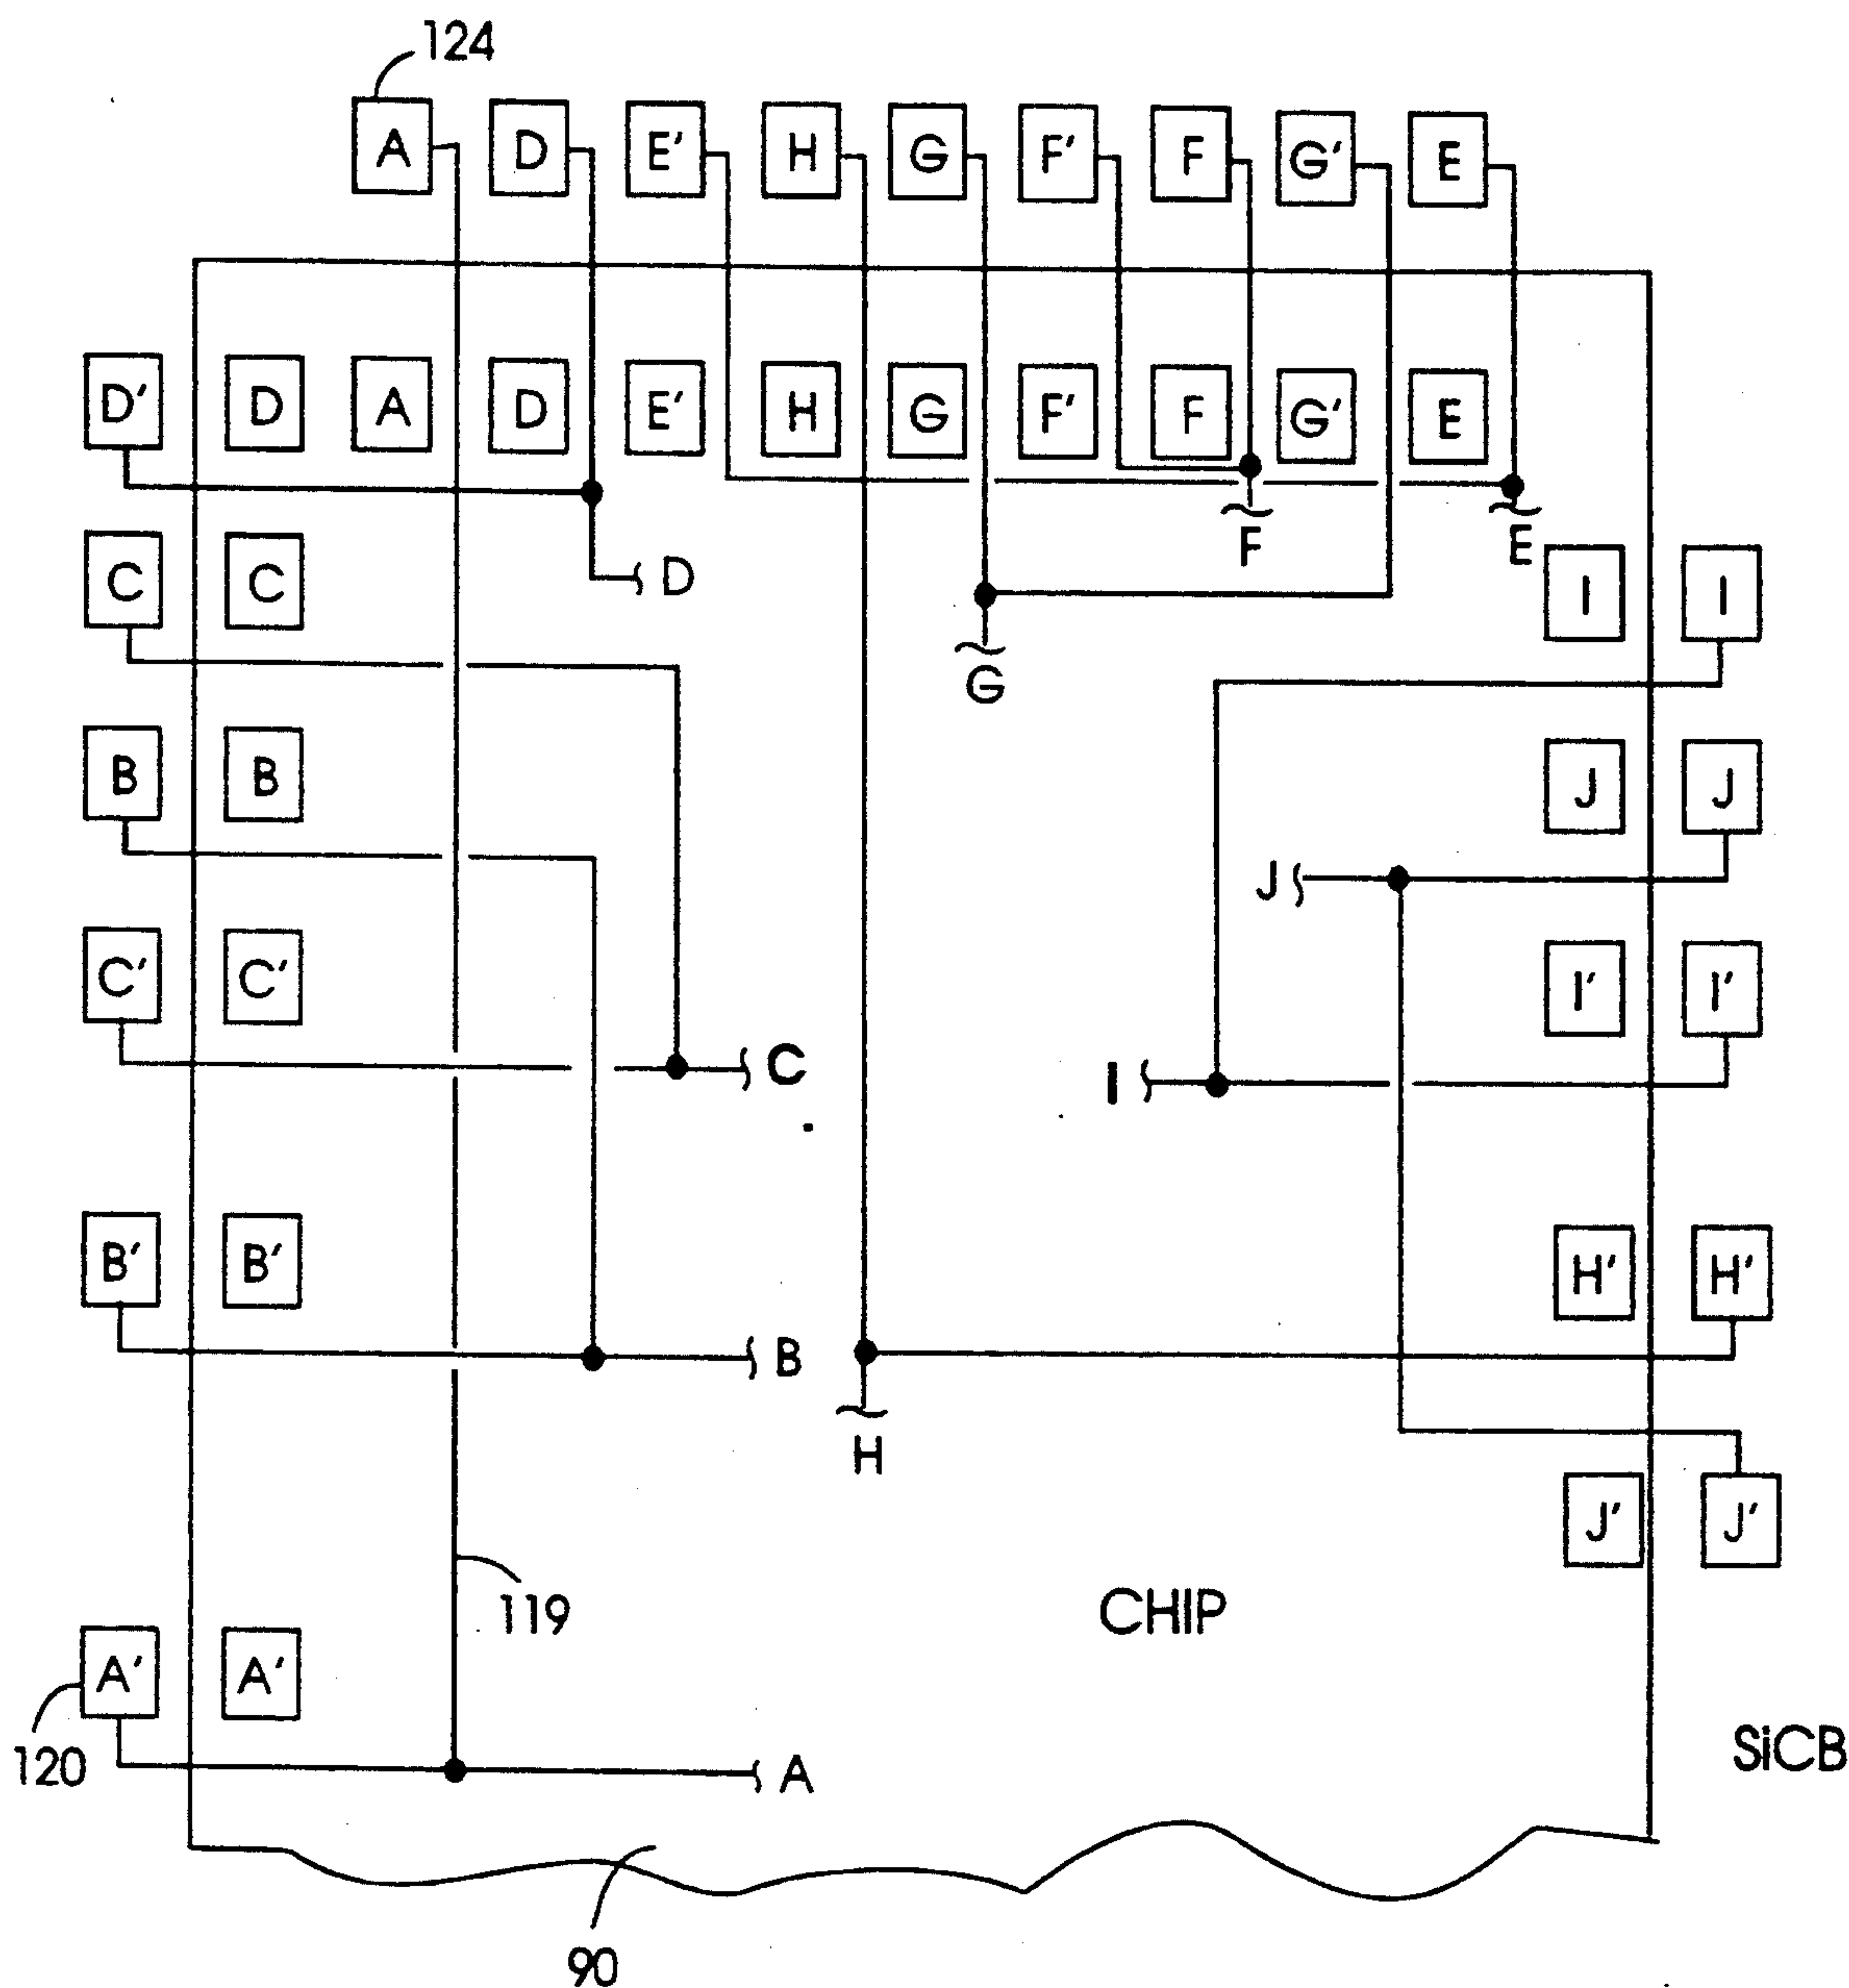 124
A D E' H G F' F G' E
D' D A D E' H G F' F G' E
F E
C C D I I
G
B B J J
J
C' C' I' I'
C I
B' B' H' H'
B
H
J' J'
119 CHIP
A' A'
120 A SiCB
90